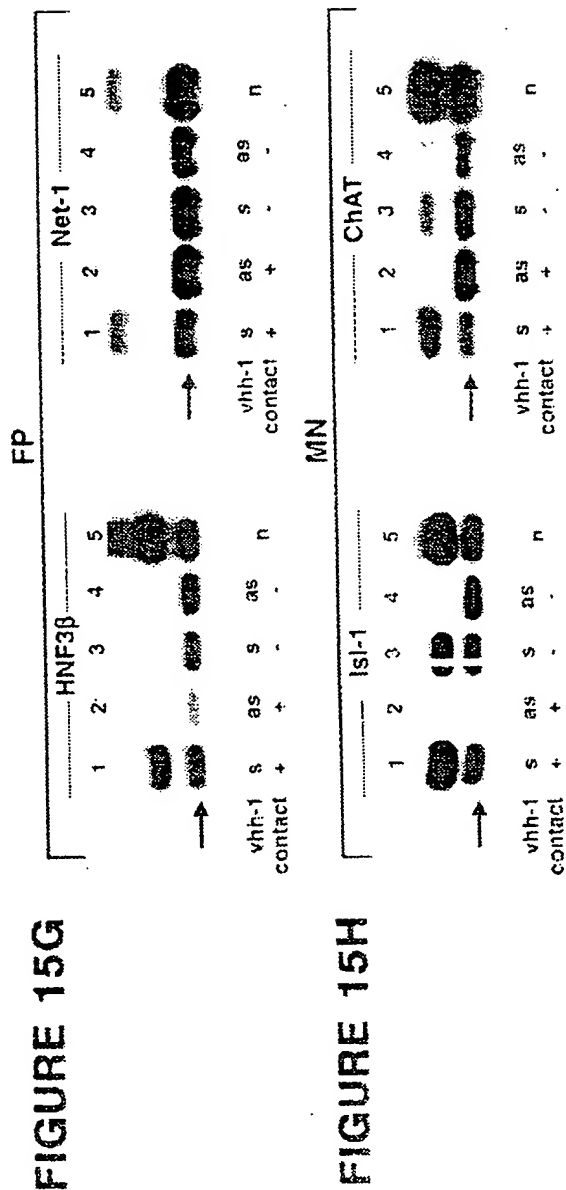 FIGURE 15G
FP
HNF3β Net-1
1 2 3 4 5 1 2 3 4 5
vhh-1 s as s as n vhh-1 s as s as n
contact + + - - contact + + - -
FIGURE 15H
MN
Isl-1 ChAT
1 2 3 4 5 1 2 3 4 5
vhh-1 s as s as n vhh-1 s as s as n
contact + + - - contact + + - -